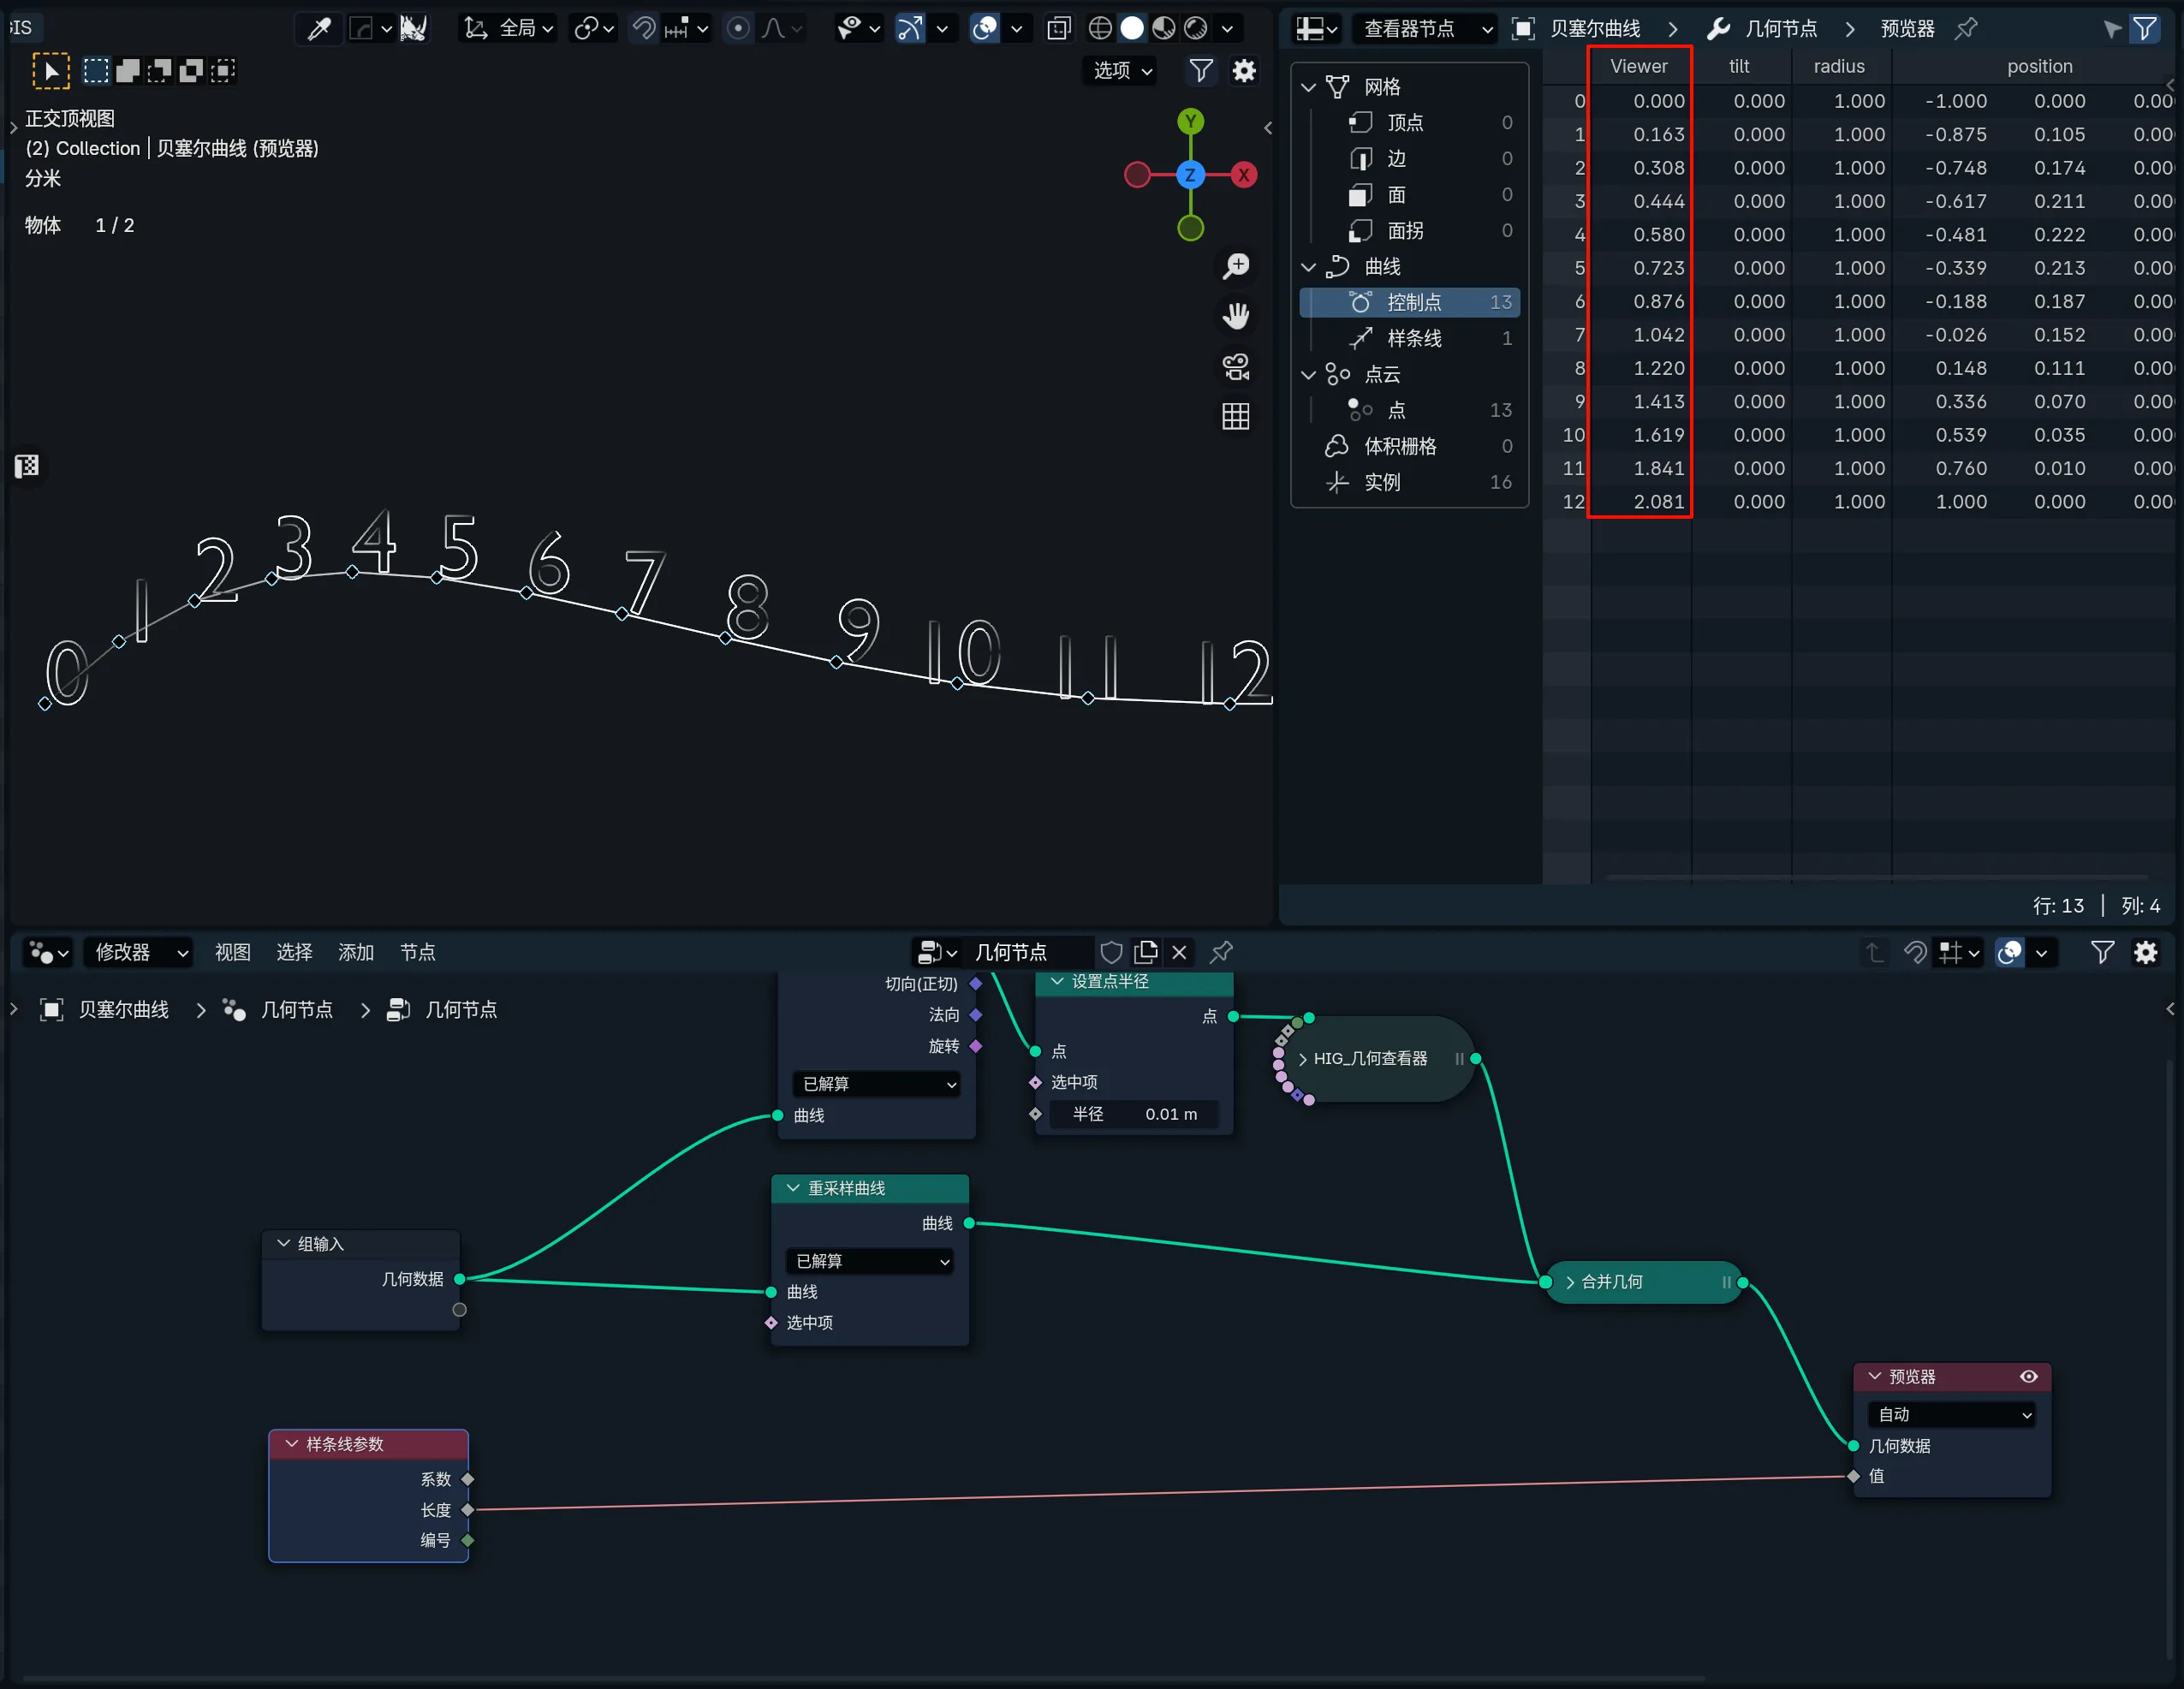 GIS
全局
选项
正交顶视图
(2) Collection | 贝塞尔曲线 (预览器)
分米
物体 1 / 2
Y
Z
X
0
1
2
3
4
5
6
7
8
9
10
11
12
查看器节点
贝塞尔曲线
几何节点
预览器
网格
顶点 0
边 0
面 0
面拐 0
曲线
控制点 13
样条线 1
点云
点 13
体积栅格 0
实例 16
Viewer tilt radius position
0 0.000 0.000 1.000 -1.000 0.000 0.00
1 0.163 0.000 1.000 -0.875 0.105 0.00
2 0.308 0.000 1.000 -0.748 0.174 0.00
3 0.444 0.000 1.000 -0.617 0.211 0.00
4 0.580 0.000 1.000 -0.481 0.222 0.00
5 0.723 0.000 1.000 -0.339 0.213 0.00
6 0.876 0.000 1.000 -0.188 0.187 0.00
7 1.042 0.000 1.000 -0.026 0.152 0.00
8 1.220 0.000 1.000 0.148 0.111 0.00
9 1.413 0.000 1.000 0.336 0.070 0.00
10 1.619 0.000 1.000 0.539 0.035 0.00
11 1.841 0.000 1.000 0.760 0.010 0.00
12 2.081 0.000 1.000 1.000 0.000 0.00
行: 13 | 列: 4
修改器 视图 选择 添加 节点
几何节点
贝塞尔曲线 几何节点 几何节点
切向(正切)
法向
旋转
已解算
曲线
设置点半径
点
点
选中项
半径 0.01 m
HIG_几何查看器
重采样曲线
曲线
已解算
曲线
选中项
组输入
几何数据
合并几何
预览器
自动
几何数据
值
样条线参数
系数
长度
编号